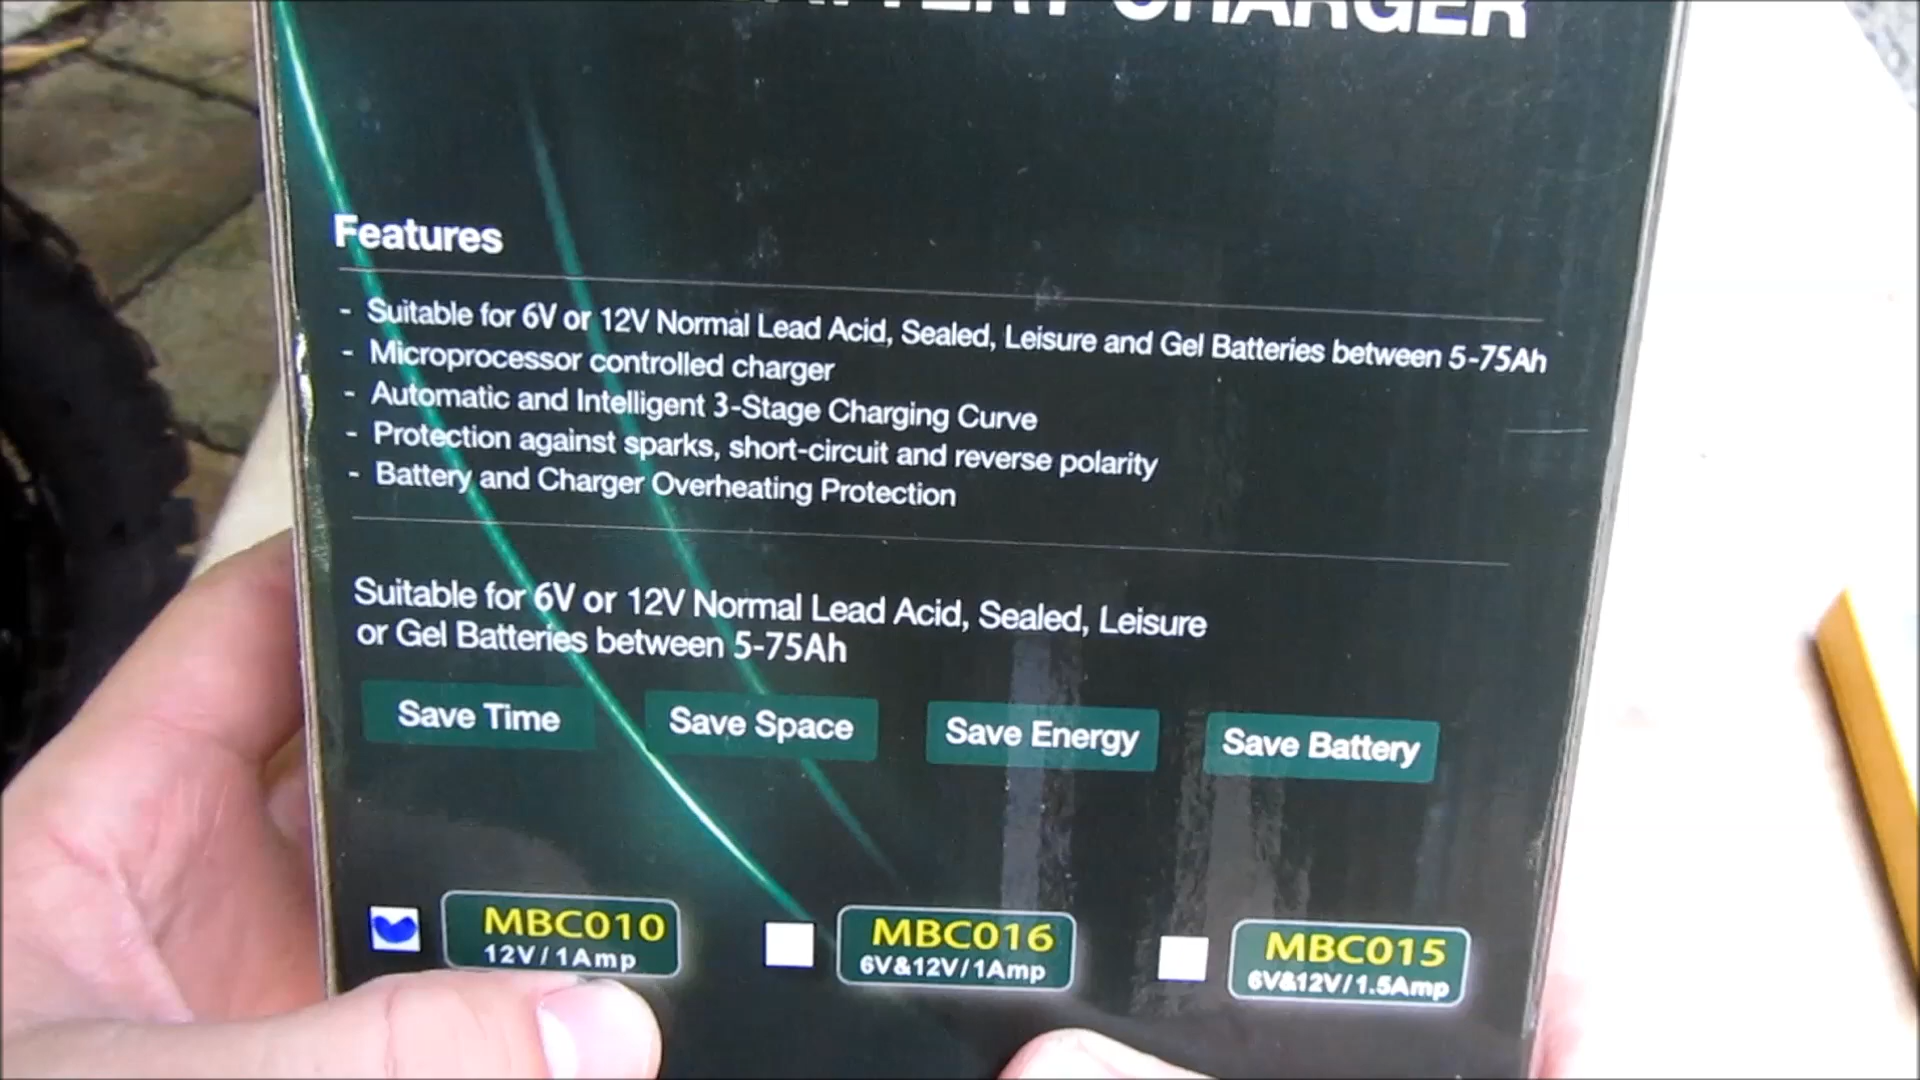 BATTERY CHARGER
Features
- Suitable for 6V or 12V Normal Lead Acid, Sealed, Leisure and Gel Batteries between 5-75Ah
- Microprocessor controlled charger
- Automatic and Intelligent 3-Stage Charging Curve
- Protection against sparks, short-circuit and reverse polarity
- Battery and Charger Overheating Protection
Suitable for 6V or 12V Normal Lead Acid, Sealed, Leisure
or Gel Batteries between 5-75Ah
Save Time Save Space Save Energy Save Battery
MBC010 MBC016 MBC015
12V/1Amp 6V&12V/1Amp 6V&12V/1.5Amp